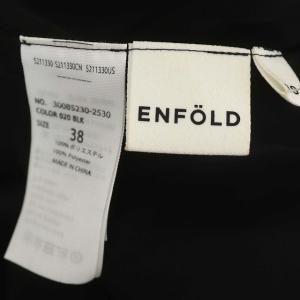 S211330 S211330CN S211330US
NO. 300BS230-2530
COLOR 020 BLK
SIZE
38
100% ポリエステル
100% Polyester
MADE IN CHINA
ENFÖLD